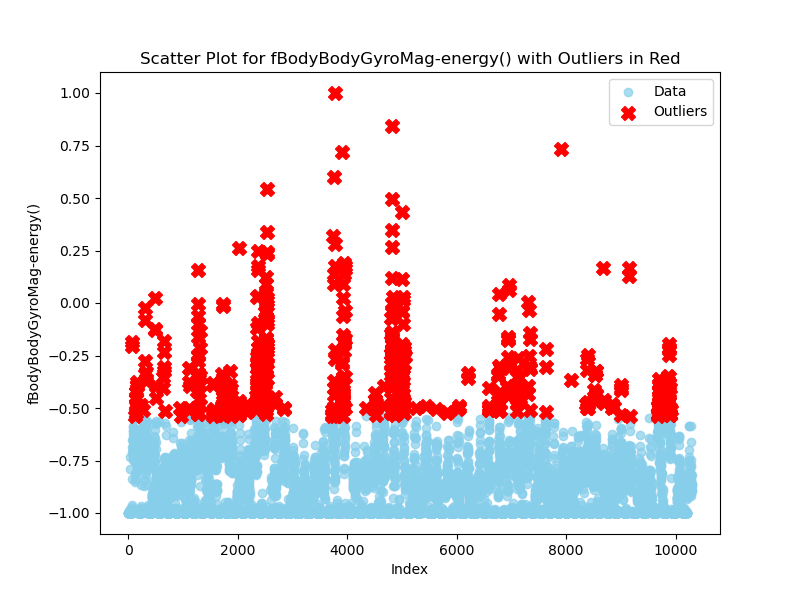 Scatter Plot for fBodyBodyGyroMag-energy() with Outliers in Red
Data
Outliers
1.00
0.75
0.50
0.25
0.00
−0.25
−0.50
−0.75
−1.00
fBodyBodyGyroMag-energy()
0 2000 4000 6000 8000 10000
Index